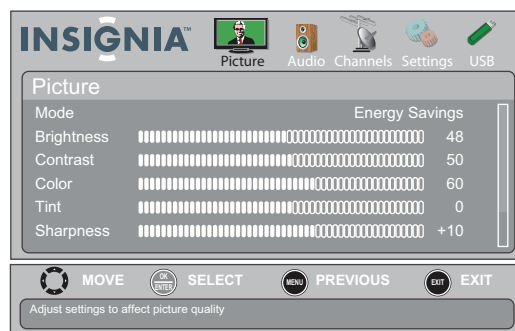 INSIGNIA™
Picture Audio Channels Settings USB
Picture
Mode Energy Savings
Brightness 48
Contrast 50
Color 60
Tint 0
Sharpness +10
MOVE OK ENTER SELECT MENU PREVIOUS EXIT EXIT
Adjust settings to affect picture quality